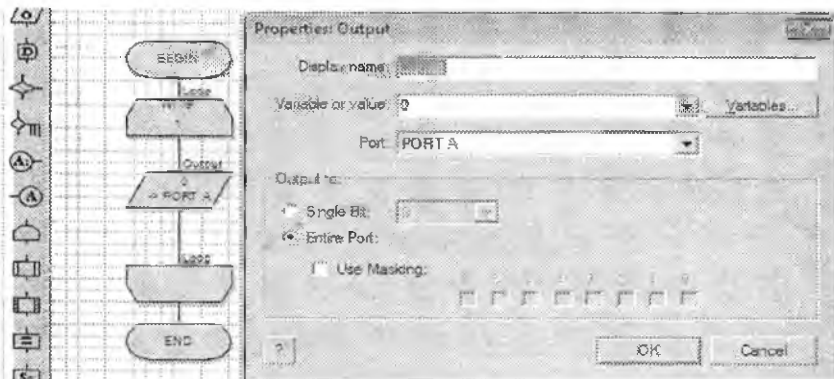 BEGIN
Loop
Output
0
-> PORT A
Loop
END
Properties: Output
Display name:
Variable or value: 0
Variables...
Port: PORT A
Output to:
Single Bit:
Entire Port:
Use Masking:
?
OK
Cancel